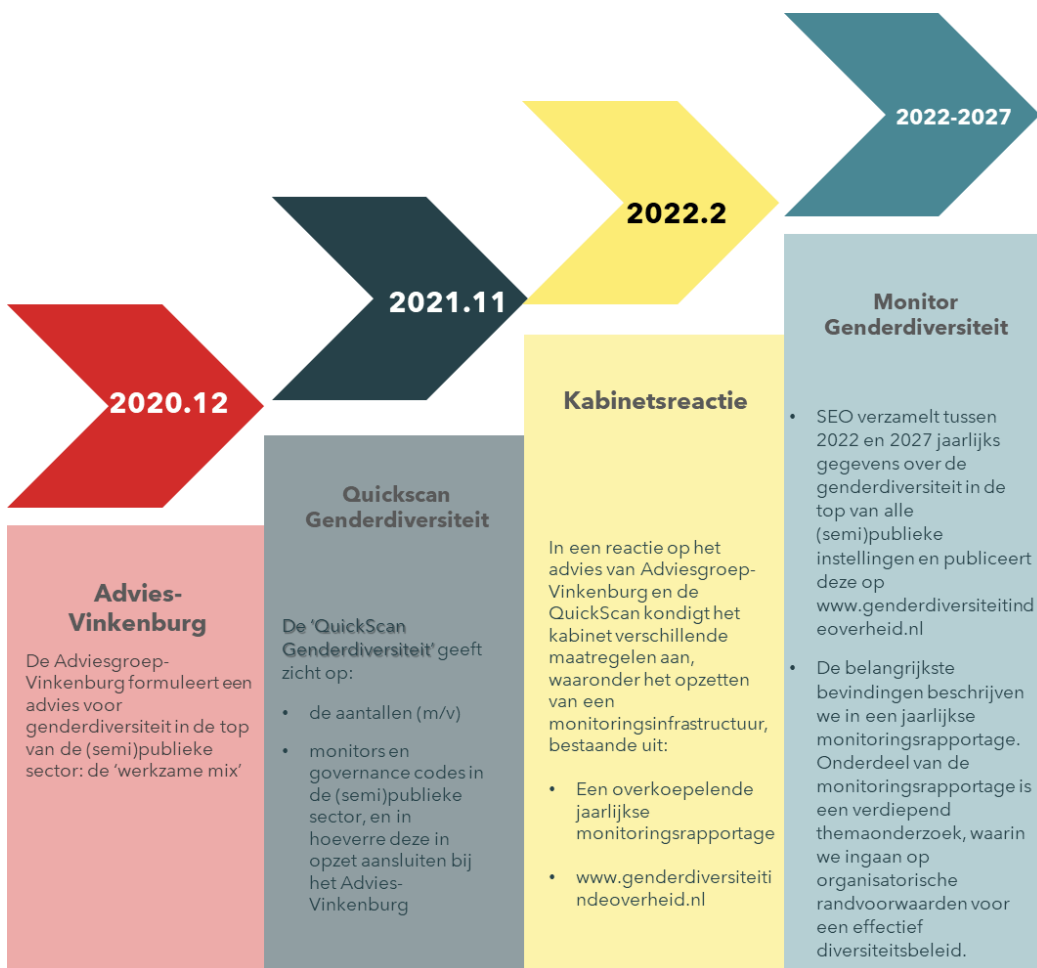 2020.12
Advies-
Vinkenburg
De Adviesgroep-
Vinkenburg formuleert een
advies voor
genderdiversiteit in de top
van de (semi)publieke
sector: de ‘werkzame mix’
2021.11
Quickscan
Genderdiversiteit
De ‘QuickScan
Genderdiversiteit’ geeft
zicht op:
• de aantallen (m/v)
• monitors en
governance codes in
de (semi)publieke
sector, en in
hoeverre deze in
opzet aansluiten bij
het Advies-
Vinkenburg
2022.2
Kabinetsreactie
In een reactie op het
advies van Adviesgroep-
Vinkenburg en de
QuickScan kondigt het
kabinet verschillende
maatregelen aan,
waaronder het opzetten
van een
monitoringsinfrastructuur,
bestaande uit:
• Een overkoepelende
jaarlijkse
monitoringsrapportage
• www.genderdiversiteiti
ndeoverheid.nl
2022-2027
Monitor
Genderdiversiteit
• SEO verzamelt tussen
2022 en 2027 jaarlijks
gegevens over de
genderdiversiteit in de
top van alle
(semi)publieke
instellingen en publiceert
deze op
www.genderdiversiteitind
eoverheid.nl
• De belangrijkste
bevindingen beschrijven
we in een jaarlijkse
monitoringsrapportage.
Onderdeel van de
monitoringsrapportage is
een verdiepend
themaonderzoek, waarin
we ingaan op
organisatorische
randvoorwaarden voor
een effectief
diversiteitsbeleid.